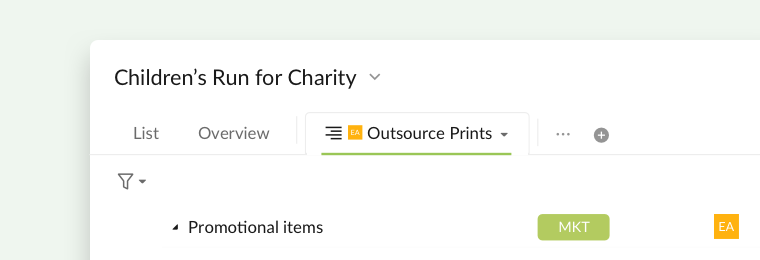 Children’s Run for Charity
List Overview EA Outsource Prints ...
Promotional items MKT EA